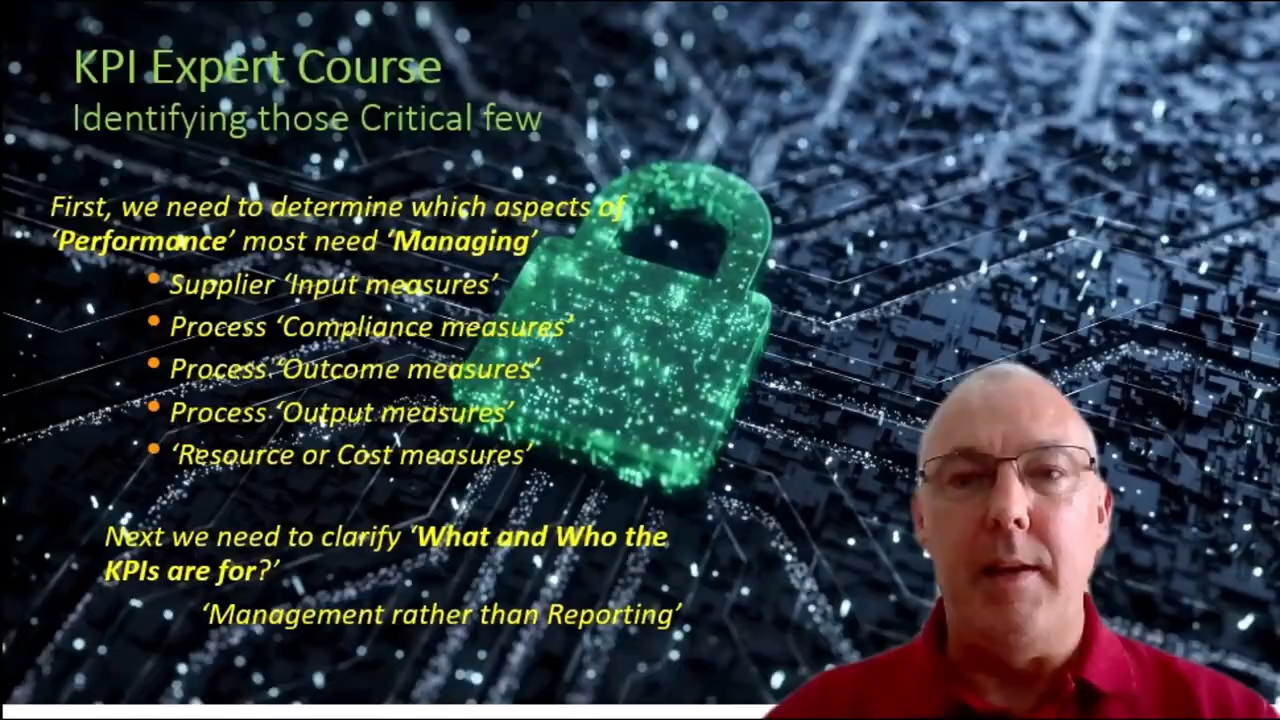 KPI Expert Course
Identifying those Critical few
First, we need to determine which aspects of
‘Performance’ most need ‘Managing’
• Supplier ‘Input measures’
• Process ‘Compliance measures’
• Process ‘Outcome measures’
• Process ‘Output measures’
• ‘Resource or Cost measures’
Next we need to clarify ‘What and Who the
KPIs are for?’
‘Management rather than Reporting’